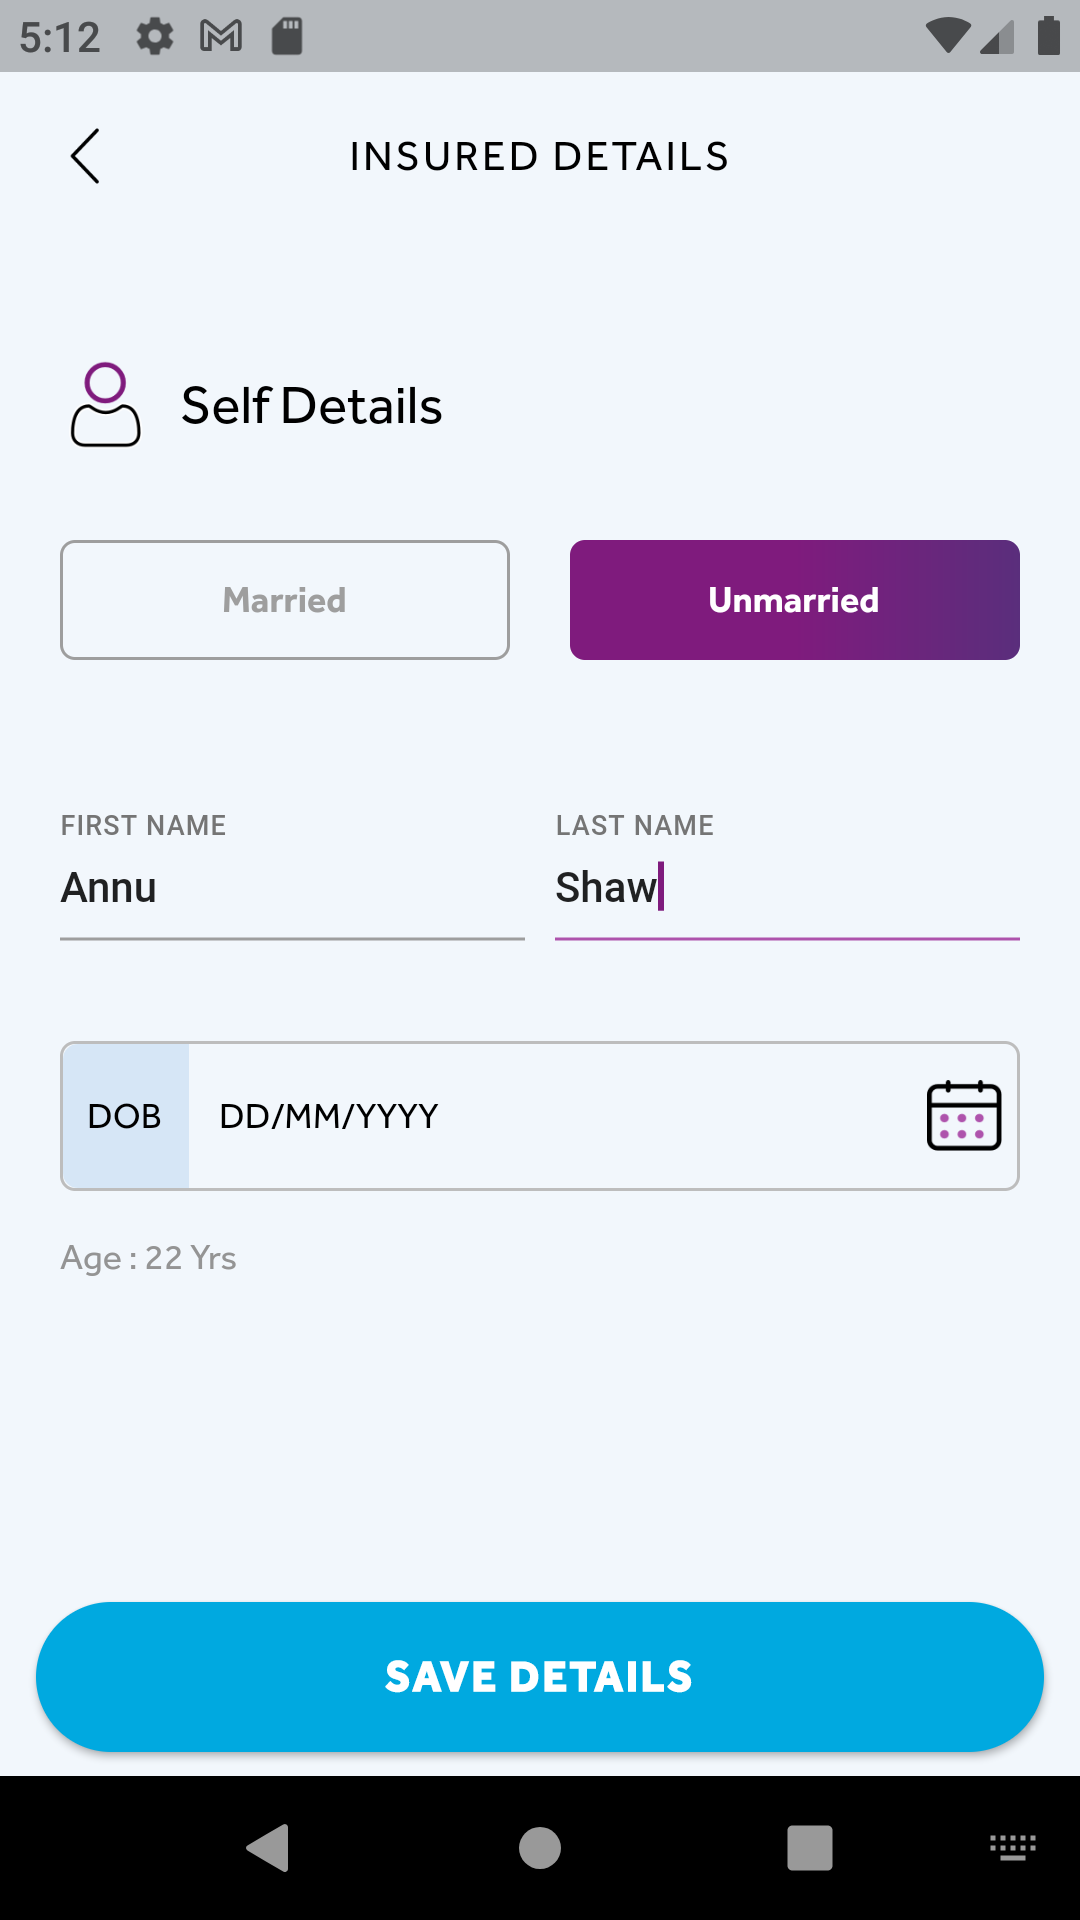 5:12
INSURED DETAILS
Self Details
Married
Unmarried
FIRST NAME
LAST NAME
Annu
Shaw
DOB
DD/MM/YYYY
Age : 22 Yrs
SAVE DETAILS